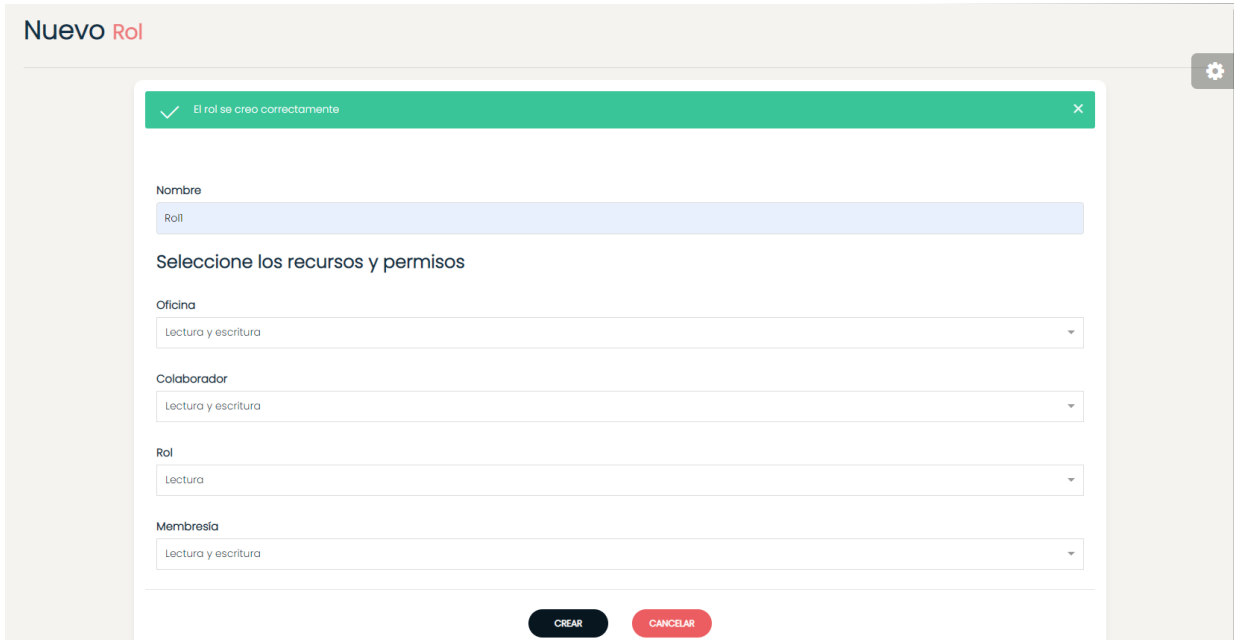 Nuevo Rol
El rol se creo correctamente
Nombre
Rol1
Seleccione los recursos y permisos
Oficina
Lectura y escritura
Colaborador
Lectura y escritura
Rol
Lectura
Membresía
Lectura y escritura
CREAR CANCELAR